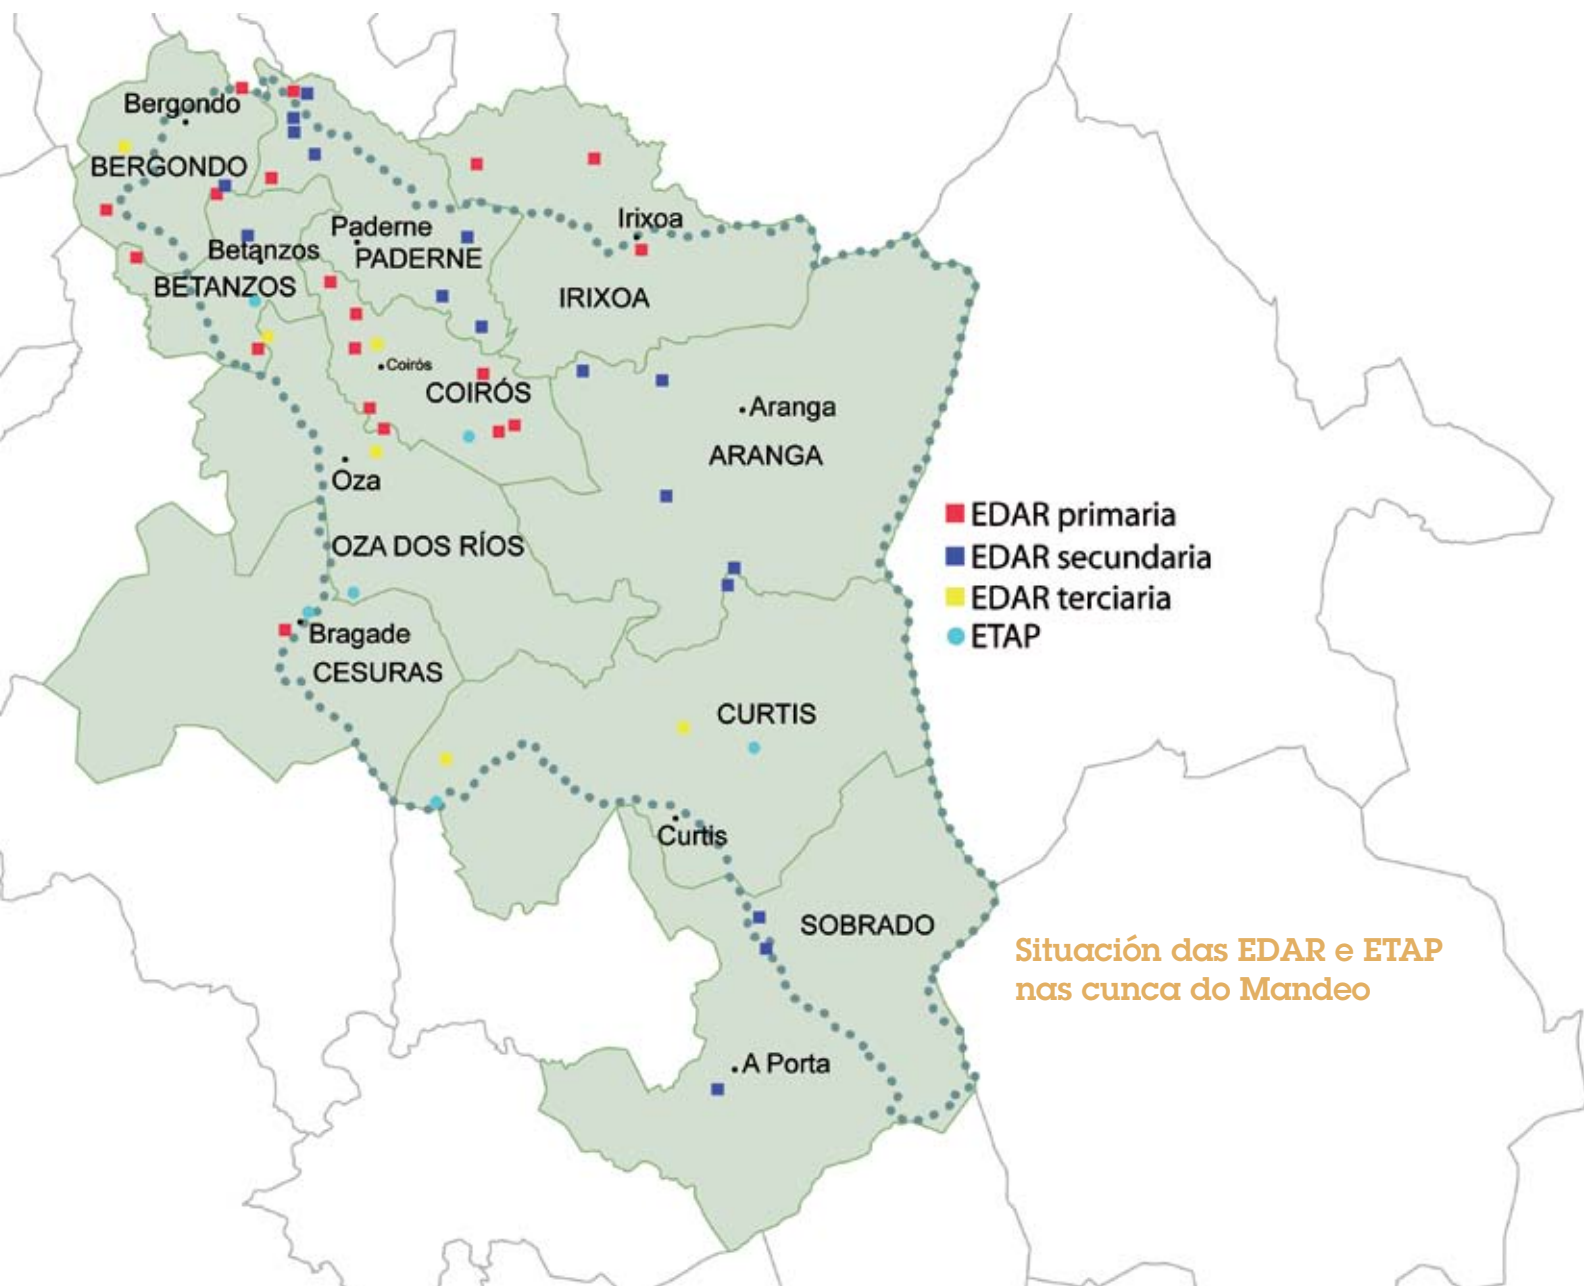 Bergondo
BERGONDO
Paderne
Irixoa
Betanzos
PADERNE
BETANZOS
IRIXOA
Coirós
COIRÓS
Aranga
ARANGA
Oza
OZA DOS RÍOS
EDAR primaria
EDAR secundaria
EDAR terciaria
ETAP
Bragade
CESURAS
CURTIS
Curtis
SOBRADO
Situación das EDAR e ETAP
nas cunca do Mandeo
A Porta